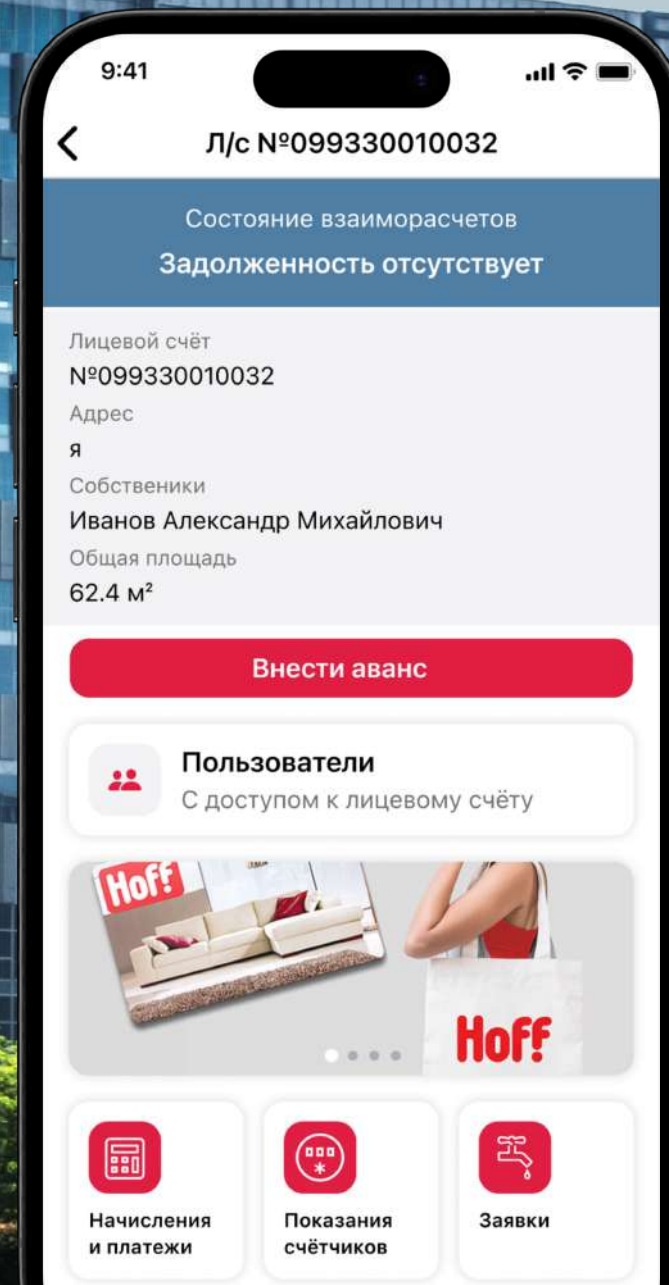 9:41
Л/с №099330010032
Состояние взаиморасчетов
Задолженность отсутствует
Лицевой счёт
№099330010032
Адрес
я
Собственики
Иванов Александр Михайлович
Общая площадь
62.4 м²
Внести аванс
Пользователи
С доступом к лицевому счёту
Hoff
Hoff
Начисления
и платежи
Показания
счётчиков
Заявки